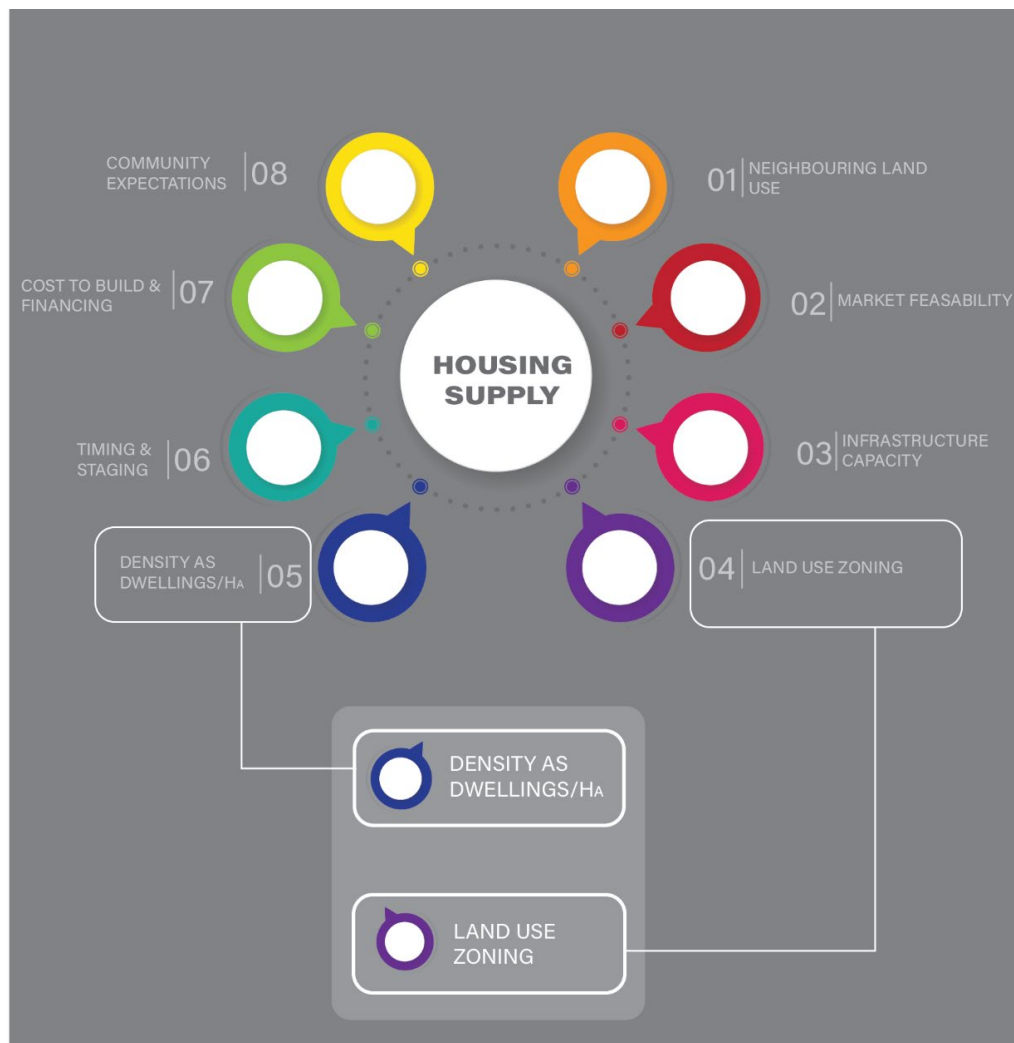 COMMUNITY
EXPECTATIONS
08
01
NEIGHBOURING LAND
USE
COST TO BUILD &
FINANCING
07
02
MARKET FEASABILITY
HOUSING
SUPPLY
TIMING &
STAGING
06
03
INFRASTRUCTURE
CAPACITY
DENSITY AS
DWELLINGS/HA
05
04
LAND USE ZONING
DENSITY AS
DWELLINGS/HA
LAND USE
ZONING